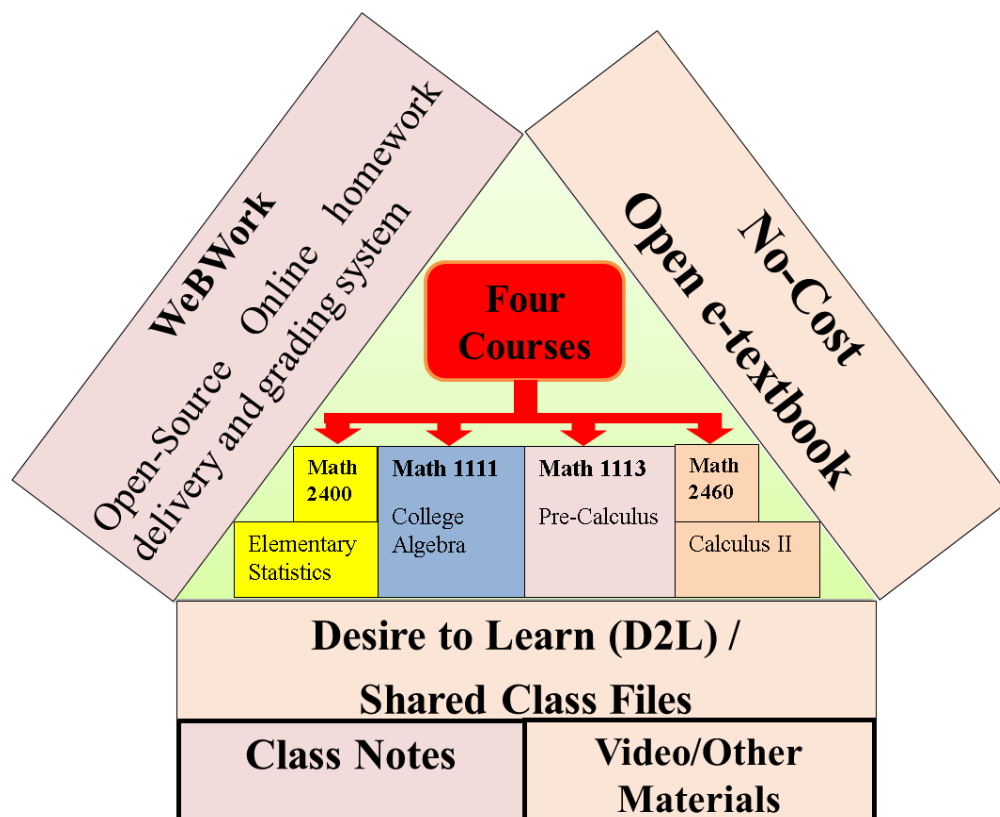 WeBWork
Open-Source Online homework
delivery and grading system
No-Cost
Open e-textbook
Four
Courses
Math
2400
Elementary
Statistics
Math 1111
College
Algebra
Math 1113
Pre-Calculus
Math
2460
Calculus II
Desire to Learn (D2L) /
Shared Class Files
Class Notes
Video/Other
Materials